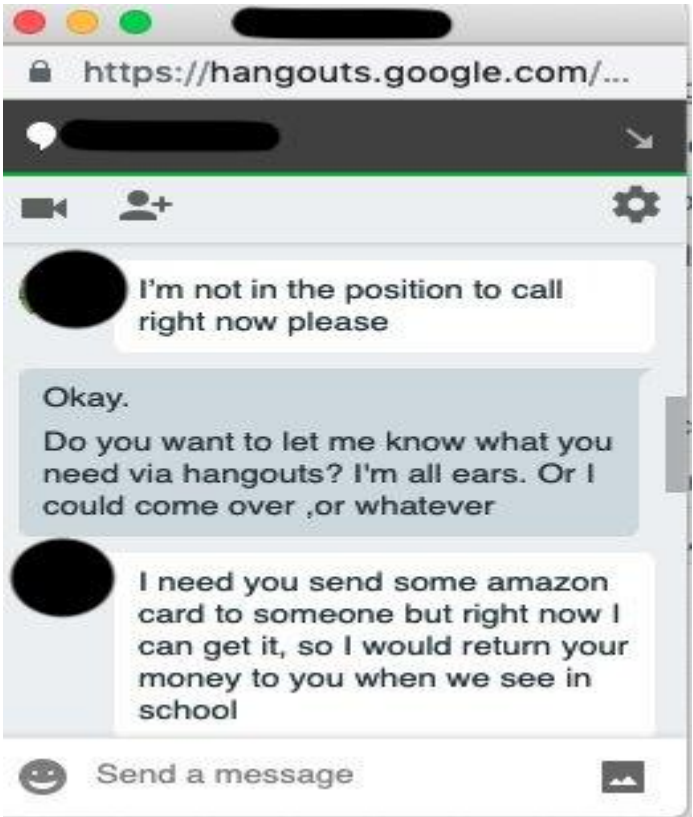 https://hangouts.google.com/...
I'm not in the position to call
right now please
Okay.
Do you want to let me know what you
need via hangouts? I'm all ears. Or I
could come over ,or whatever
I need you send some amazon
card to someone but right now I
can get it, so I would return your
money to you when we see in
school
Send a message